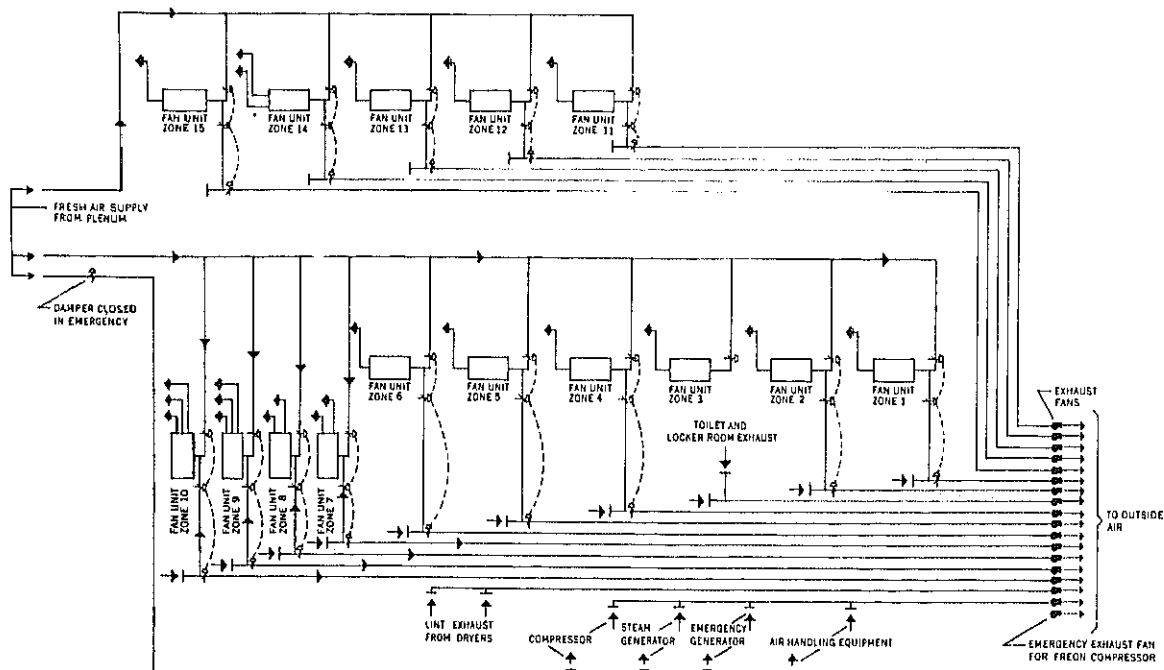 FAN UNIT
ZONE 15
FAN UNIT
ZONE 14
FAN UNIT
ZONE 13
FAN UNIT
ZONE 12
FAN UNIT
ZONE 11
FRESH AIR SUPPLY
FROM PLENUM
DAMPER CLOSED
IN EMERGENCY
FAN UNIT
ZONE 6
FAN UNIT
ZONE 5
FAN UNIT
ZONE 4
FAN UNIT
ZONE 3
FAN UNIT
ZONE 2
FAN UNIT
ZONE 1
EXHAUST
FANS
TOILET AND
LOCKER ROOM EXHAUST
FAN UNIT
ZONE 10
FAN UNIT
ZONE 9
FAN UNIT
ZONE 8
FAN UNIT
ZONE 7
TO OUTSIDE
AIR
LINT EXHAUST
FROM DRYERS
COMPRESSOR
STEAM
GENERATOR
EMERGENCY
GENERATOR
AIR HANDLING EQUIPMENT
EMERGENCY EXHAUST FAN
FOR FREON COMPRESSOR